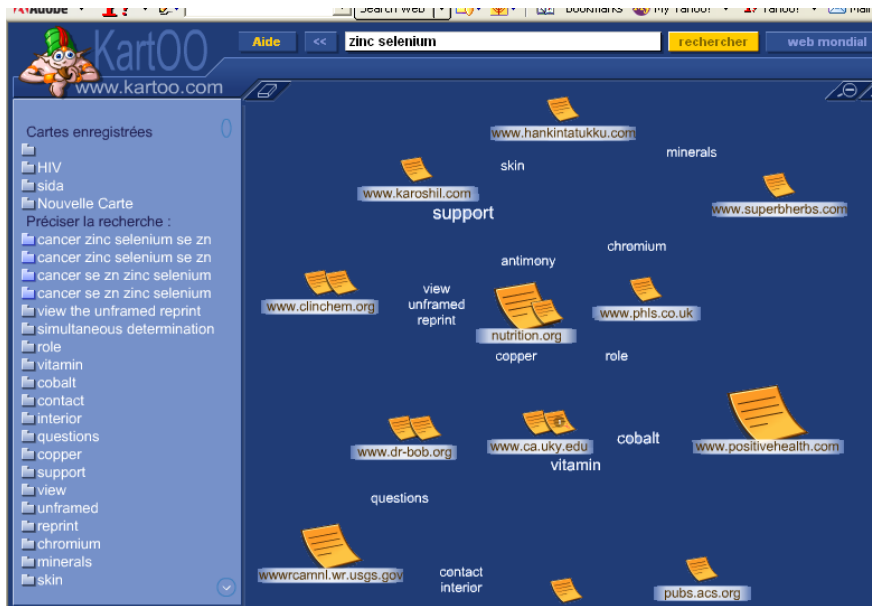 Adobe
Search Web
Bookmarks
My Yahoo!
Yahoo!
Mail
KartOO
www.kartoo.com
Aide
<<
zinc selenium
rechercher
web mondial
Cartes enregistrées
HIV
sida
Nouvelle Carte
Préciser la recherche :
cancer zinc selenium se zn
cancer zinc selenium se zn
cancer se zn zinc selenium
cancer se zn zinc selenium
view the unframed reprint
simultaneous determination
role
vitamin
cobalt
contact
interior
questions
copper
support
view
unframed
reprint
chromium
minerals
skin
www.hankintatukku.com
minerals
skin
www.karoshil.com
www.superbherbs.com
support
chromium
antimony
www.clinchem.org
view
unframed
reprint
www.phls.co.uk
nutrition.org
copper
role
www.dr-bob.org
www.ca.uky.edu
cobalt
www.positivehealth.com
vitamin
questions
wwwrcamnl.wr.usgs.gov
contact
interior
pubs.acs.org